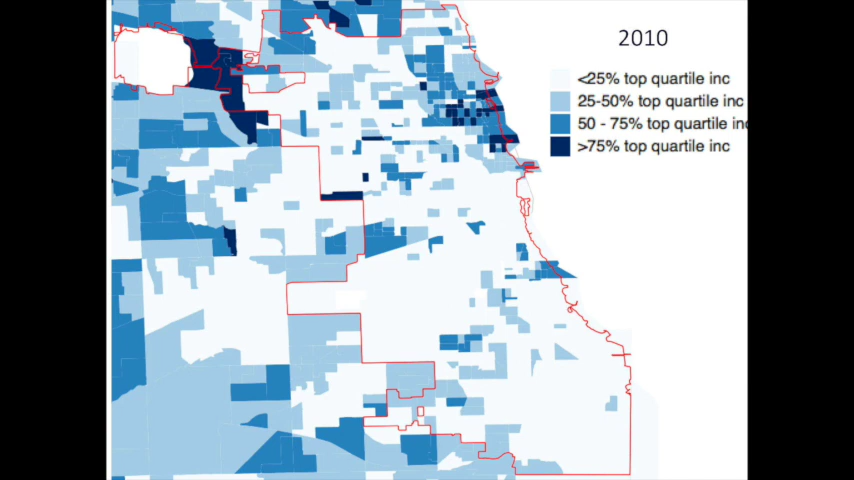 2010
<25% top quartile inc
25-50% top quartile inc
50 - 75% top quartile inc
>75% top quartile inc